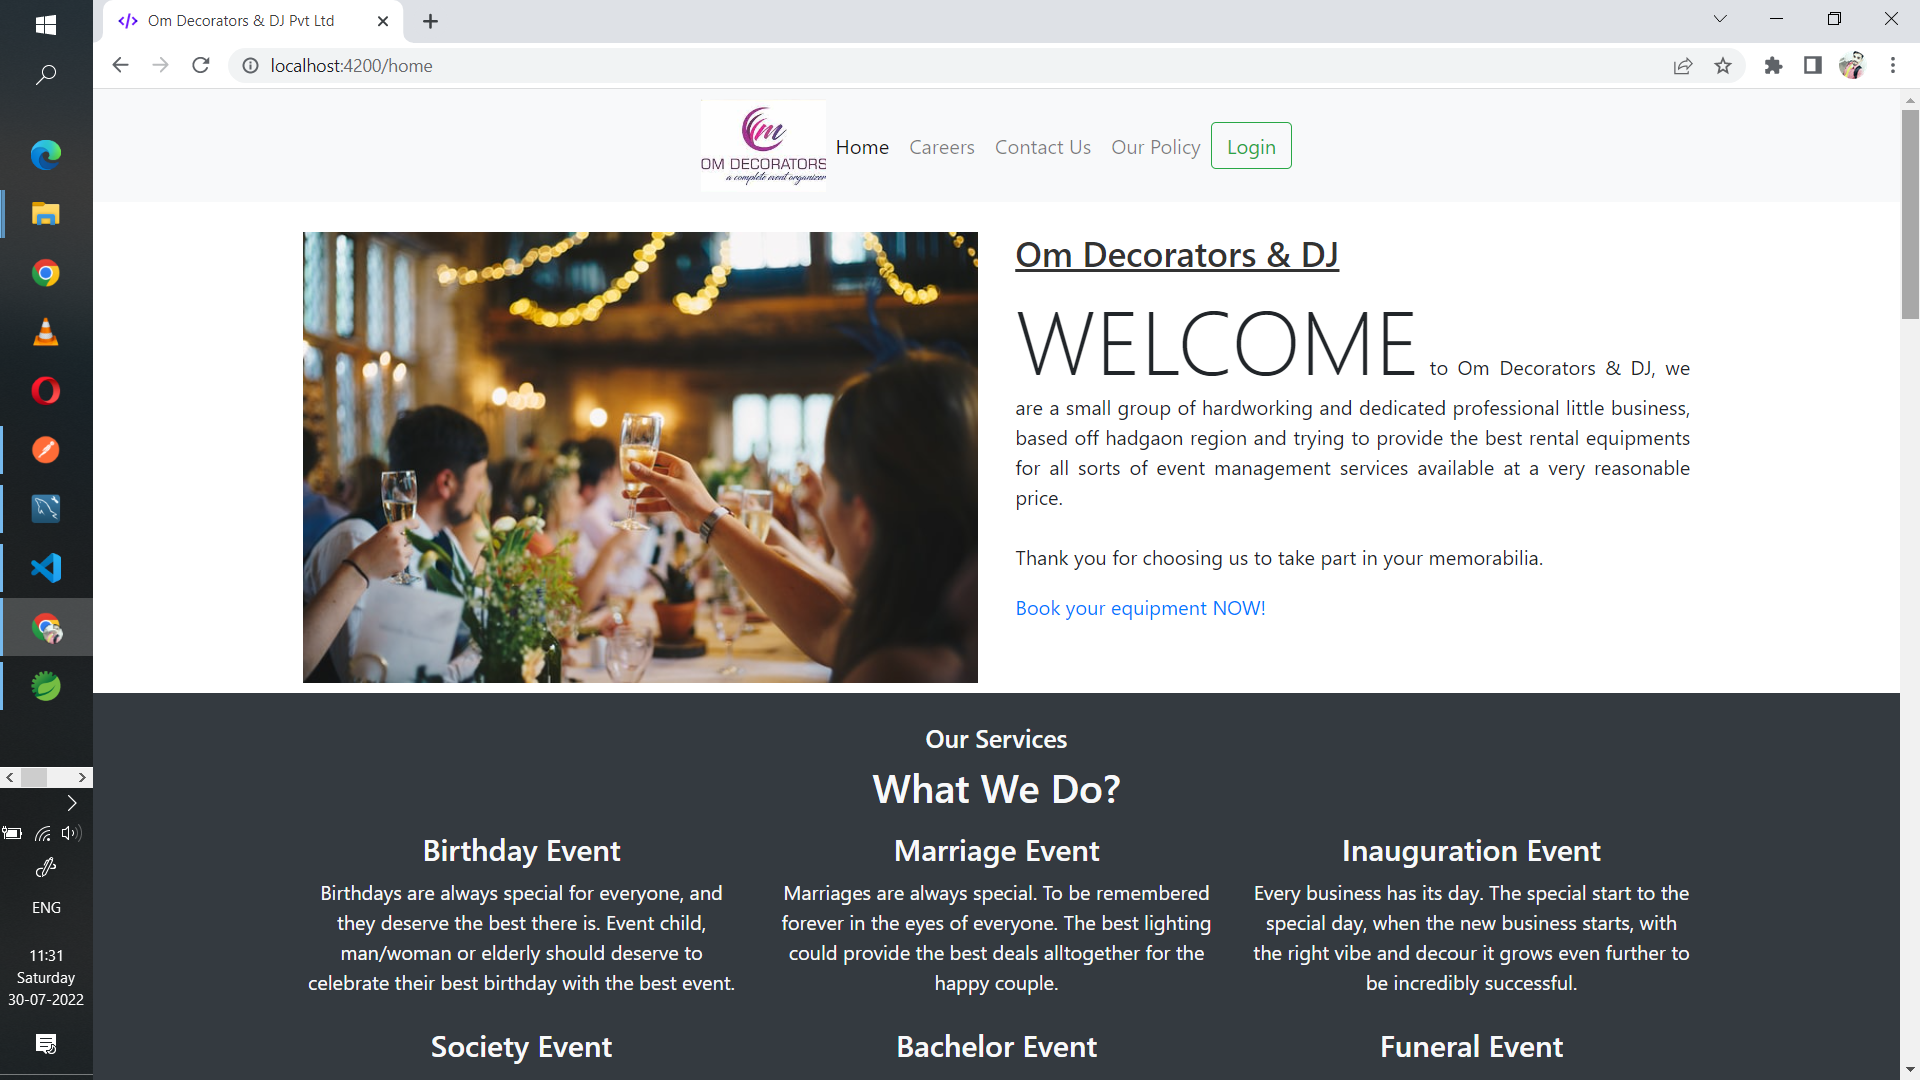 Om Decorators & DJ Pvt Ltd
localhost:4200/home
m
OM DECORATORS
a complete event organizer
Home Careers Contact Us Our Policy Login
Om Decorators & DJ
WELCOME to Om Decorators & DJ, we
are a small group of hardworking and dedicated professional little business,
based off hadgaon region and trying to provide the best rental equipments
for all sorts of event management services available at a very reasonable
price.
Thank you for choosing us to take part in your memorabilia.
Book your equipment NOW!
Our Services
What We Do?
Birthday Event
Birthdays are always special for everyone, and
they deserve the best there is. Event child,
man/woman or elderly should deserve to
celebrate their best birthday with the best event.
Marriage Event
Marriages are always special. To be remembered
forever in the eyes of everyone. The best lighting
could provide the best deals alltogether for the
happy couple.
Inauguration Event
Every business has its day. The special start to the
special day, when the new business starts, with
the right vibe and decour it grows even further to
be incredibly successful.
Society Event
Bachelor Event
Funeral Event
ENG
11:31
Saturday
30-07-2022